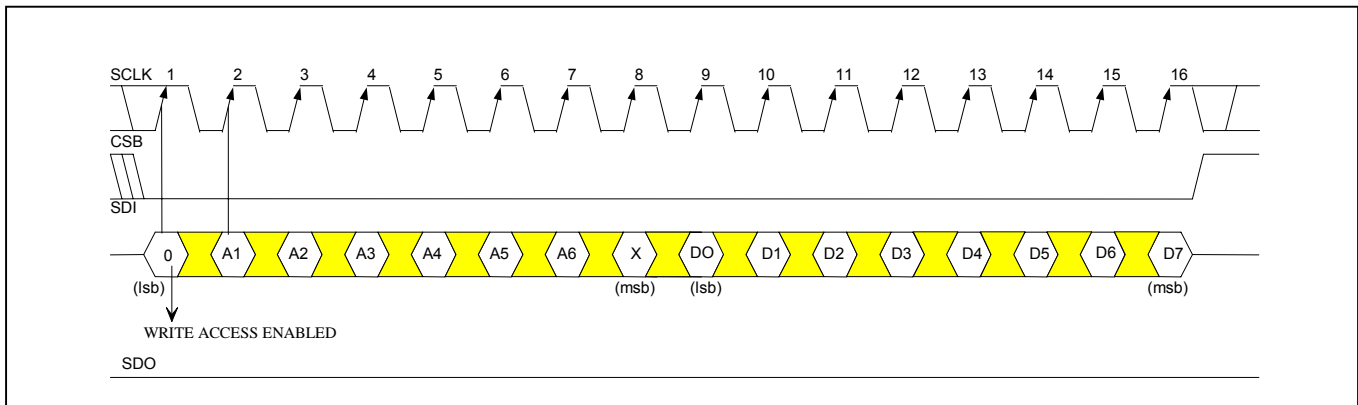 SCLK 1 2 3 4 5 6 7 8 9 10 11 12 13 14 15 16
CSB
SDI
0 A1 A2 A3 A4 A5 A6 X DO D1 D2 D3 D4 D5 D6 D7
(lsb) (msb) (lsb) (msb)
WRITE ACCESS ENABLED
SDO